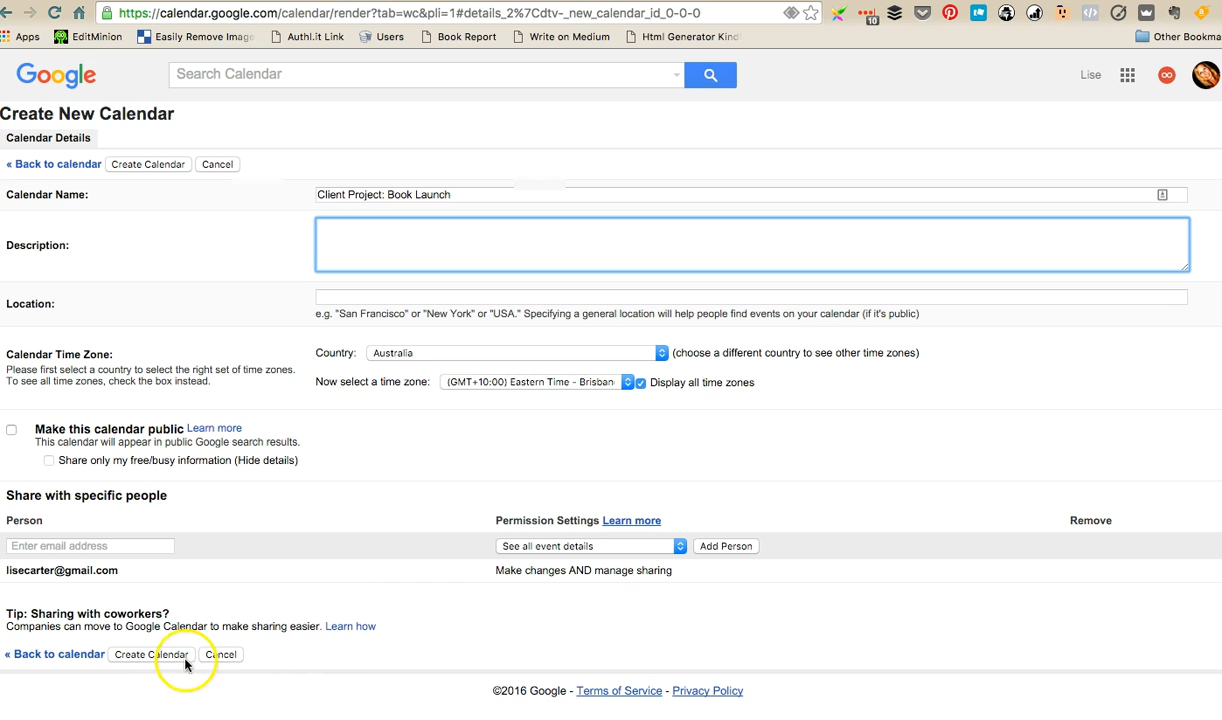 https://calendar.google.com/calendar/render?tab=wc&pli=1#details_2%7Cdtv-_new_calendar_id_0-0-0
10
Apps EditMinion Easily Remove Image Authl.it Link Users Book Report Write on Medium Html Generator Kind Other Bookma
Google Search Calendar Lise
Create New Calendar
Calendar Details
« Back to calendar Create Calendar Cancel
Calendar Name: Client Project: Book Launch
Description:
Location:
e.g. "San Francisco" or "New York" or "USA." Specifying a general location will help people find events on your calendar (if it's public)
Calendar Time Zone:
Please first select a country to select the right set of time zones.
To see all time zones, check the box instead.
Country: Australia (choose a different country to see other time zones)
Now select a time zone: (GMT+10:00) Eastern Time - Brisban Display all time zones
Make this calendar public Learn more
This calendar will appear in public Google search results.
Share only my free/busy information (Hide details)
Share with specific people
Person Permission Settings Learn more Remove
Enter email address See all event details Add Person
lisecarter@gmail.com Make changes AND manage sharing
Tip: Sharing with coworkers?
Companies can move to Google Calendar to make sharing easier. Learn how
« Back to calendar Create Calendar Cancel
©2016 Google - Terms of Service - Privacy Policy